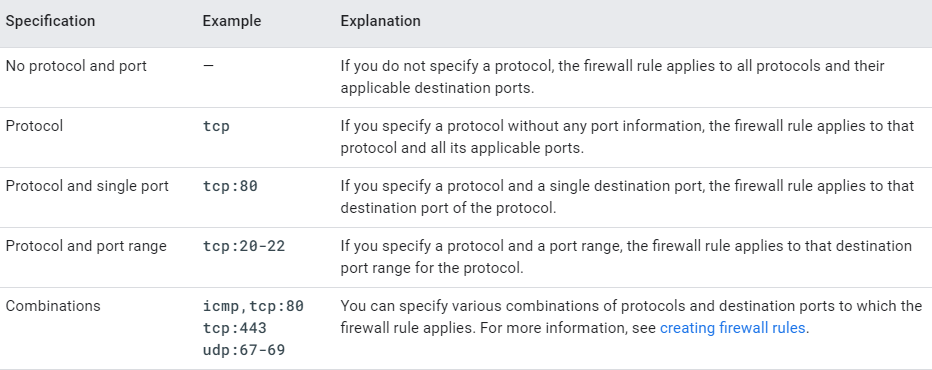 Specification Example Explanation
No protocol and port — If you do not specify a protocol, the firewall rule applies to all protocols and their
applicable destination ports.
Protocol tcp If you specify a protocol without any port information, the firewall rule applies to that
protocol and all its applicable ports.
Protocol and single port tcp:80 If you specify a protocol and a single destination port, the firewall rule applies to that
destination port of the protocol.
Protocol and port range tcp:20-22 If you specify a protocol and a port range, the firewall rule applies to that destination
port range for the protocol.
Combinations icmp,tcp:80 You can specify various combinations of protocols and destination ports to which the
tcp:443 firewall rule applies. For more information, see creating firewall rules.
udp:67-69